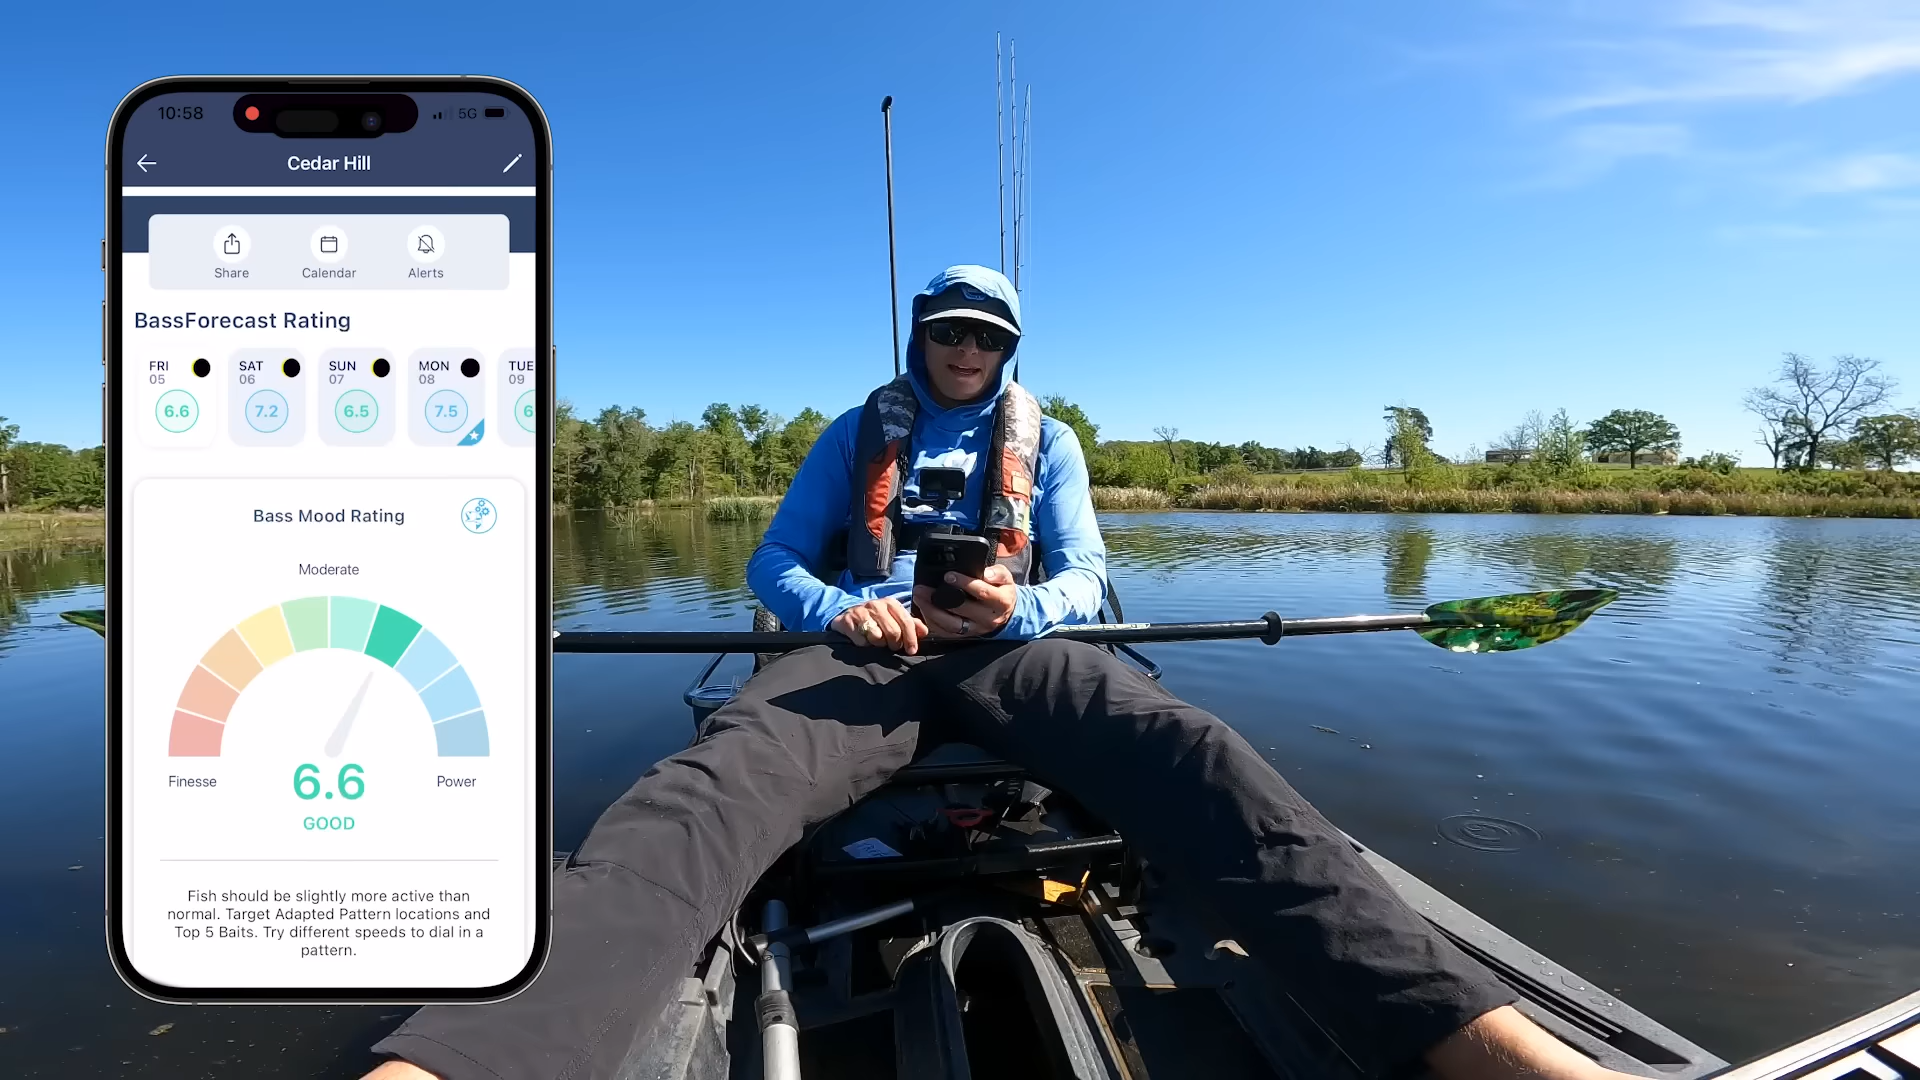 10:58
5G
Cedar Hill
Share
Calendar
Alerts
BassForecast Rating
FRI
05
6.6
SAT
06
7.2
SUN
07
6.5
MON
08
7.5
TUE
09
6
Bass Mood Rating
Moderate
Finesse
Power
6.6
GOOD
Fish should be slightly more active than
normal. Target Adapted Pattern locations and
Top 5 Baits. Try different speeds to dial in a
pattern.